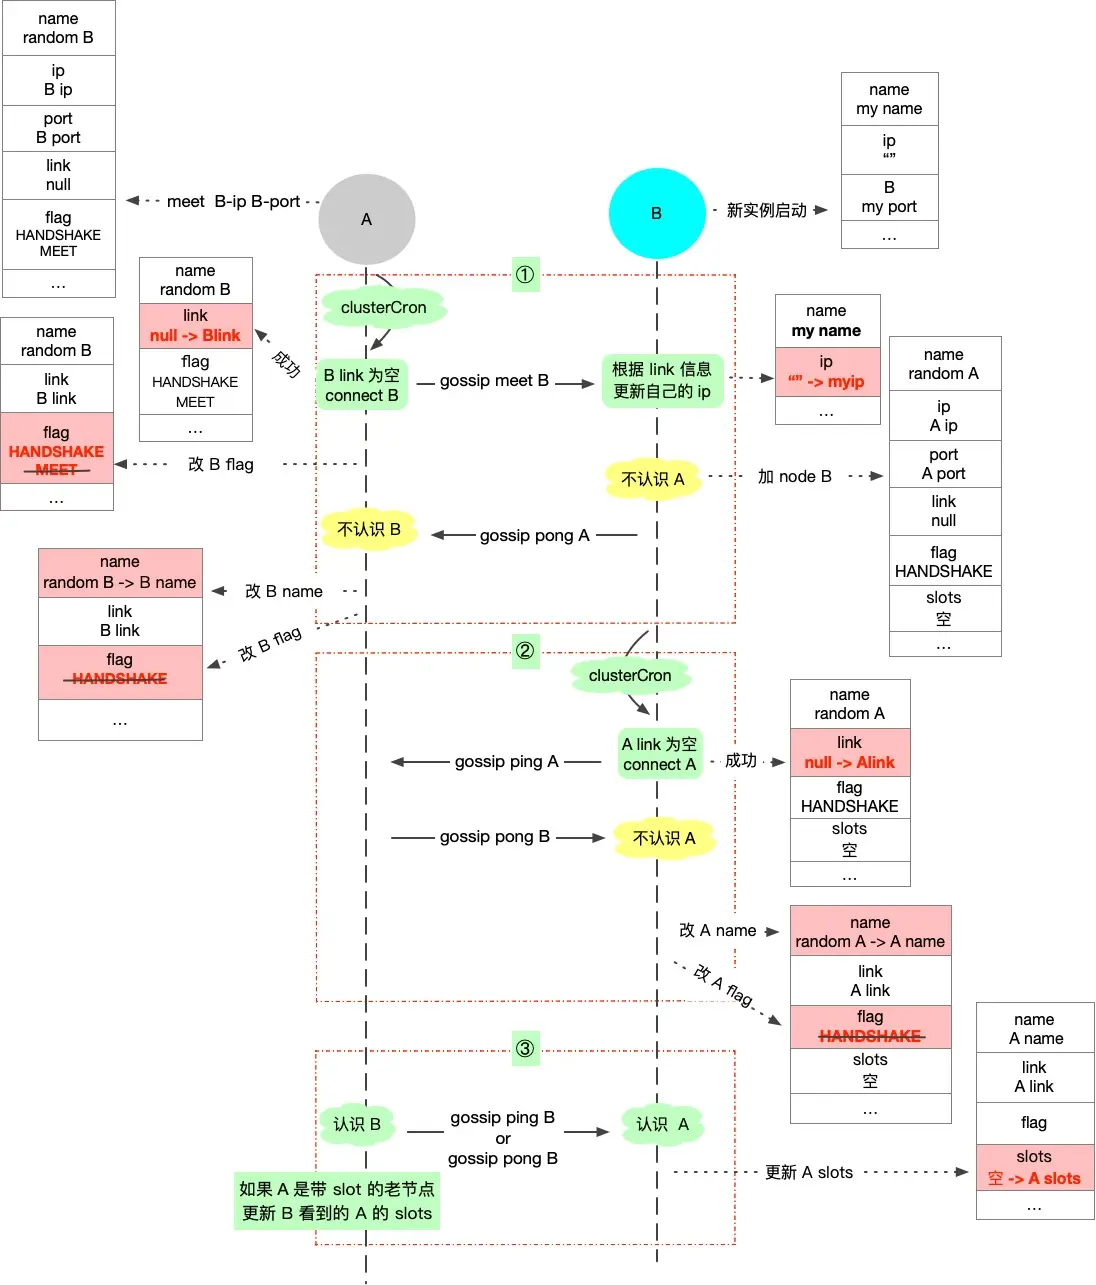 name
random B
ip
B ip
port
B port
link
null
flag
HANDSHAKE
MEET
...
meet B-ip B-port
A
B
新实例启动
name
my name
ip
“”
B
my port
...
①
clusterCron
name
random B
link
null -> Blink
flag
HANDSHAKE
MEET
...
成功
B link 为空
connect B
gossip meet B
根据 link 信息
更新自己的 ip
name
my name
ip
“” -> myip
...
name
random B
link
B link
flag
HANDSHAKE
MEET
...
改 B flag
不认识 A
加 node B
name
random A
ip
A ip
port
A port
link
null
flag
HANDSHAKE
slots
空
...
不认识 B
gossip pong A
name
random B -> B name
link
B link
flag
HANDSHAKE
...
改 B name
改 B flag
②
clusterCron
A link 为空
connect A
gossip ping A
成功
name
random A
link
null -> Alink
flag
HANDSHAKE
slots
空
...
gossip pong B
不认识 A
改 A name
改 A flag
name
random A -> A name
link
A link
flag
HANDSHAKE
slots
空
...
③
认识 B
gossip ping B
or
gossip pong B
认识 A
如果 A 是带 slot 的老节点
更新 B 看到的 A 的 slots
更新 A slots
name
A name
link
A link
flag
slots
空 -> A slots
...